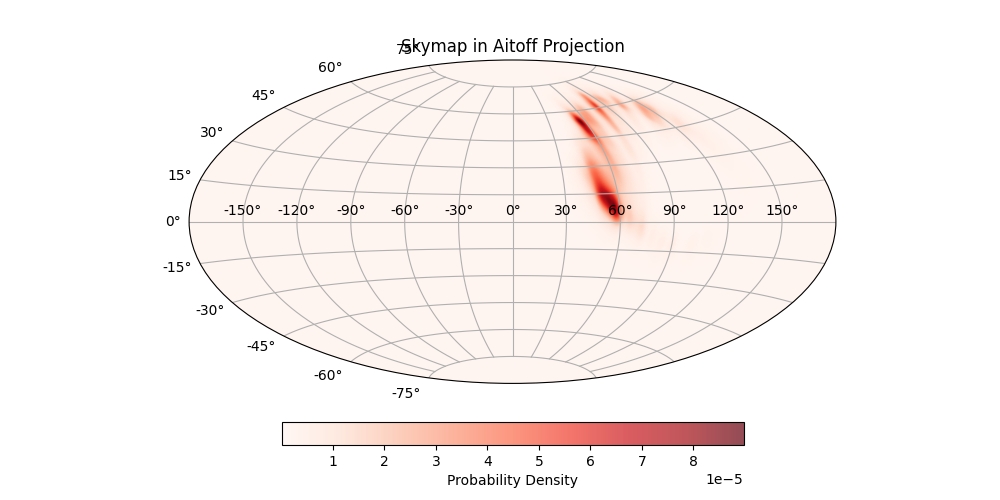 Skymap in Aitoff Projection
75°
60°
45°
30°
15°
-150° -120° -90° -60° -30° 0° 30° 60° 90° 120° 150°
0°
-15°
-30°
-45°
-60°
-75°
1 2 3 4 5 6 7 8
1e−5
Probability Density